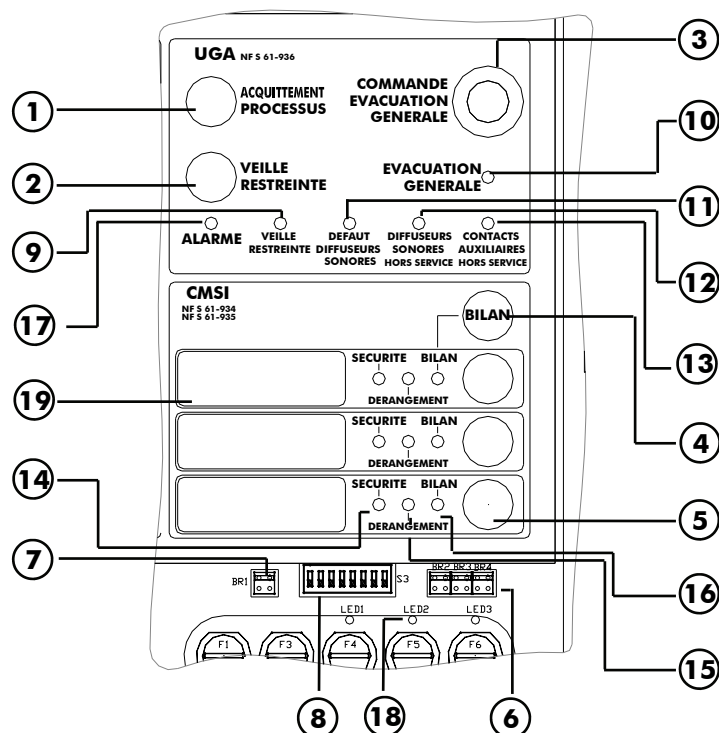 UGA NF S 61-936
3
1
ACQUITTEMENT
PROCESSUS
COMMANDE
EVACUATION
GENERALE
10
2
VEILLE
RESTREINTE
EVACUATION
GENERALE
11
9
ALARME
VEILLE
RESTREINTE
DEFAUT
DIFFUSEURS
SONORES
DIFFUSEURS
SONORES
HORS SERVICE
CONTACTS
AUXILIAIRES
HORS SERVICE
12
17
CMSI
NF S 61-934
NF S 61-935
BILAN
13
19
SECURITE BILAN
DERANGEMENT
4
SECURITE BILAN
DERANGEMENT
14
SECURITE BILAN
DERANGEMENT
5
7
BR1
S3
BR2 BR3 BR4
16
LED1 LED2 LED3
F1 F3 F4 F5 F6
15
8
18
6